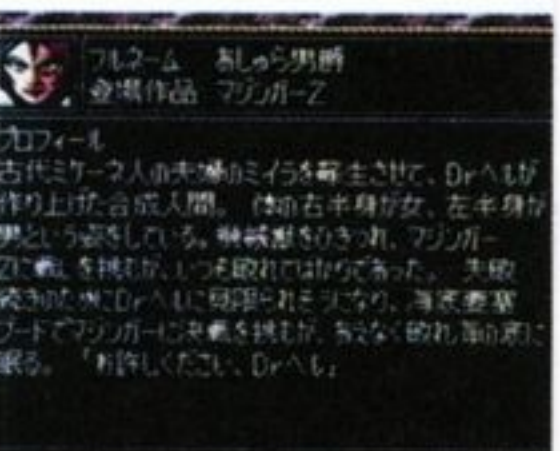 フルネーム　あしゅら男爵
登場作品　マジンガーZ
プロフィール
古代ミケーネ人の夫婦のミイラを蘇生させて、Drヘルが
作り上げた合成人間。　体の右半身が女、左半身が
男という姿をしている。機械獣をひきつれ、マジンガー
Zに戦いを挑むが、いつも敗れてばかりであった。　失敗
続きのためにDrヘルに見限られそうになり、海底要塞
ブードでマジンガーに決戦を挑むが、あえなく敗れ海の底に
眠る。　「お許しください、Drヘル」